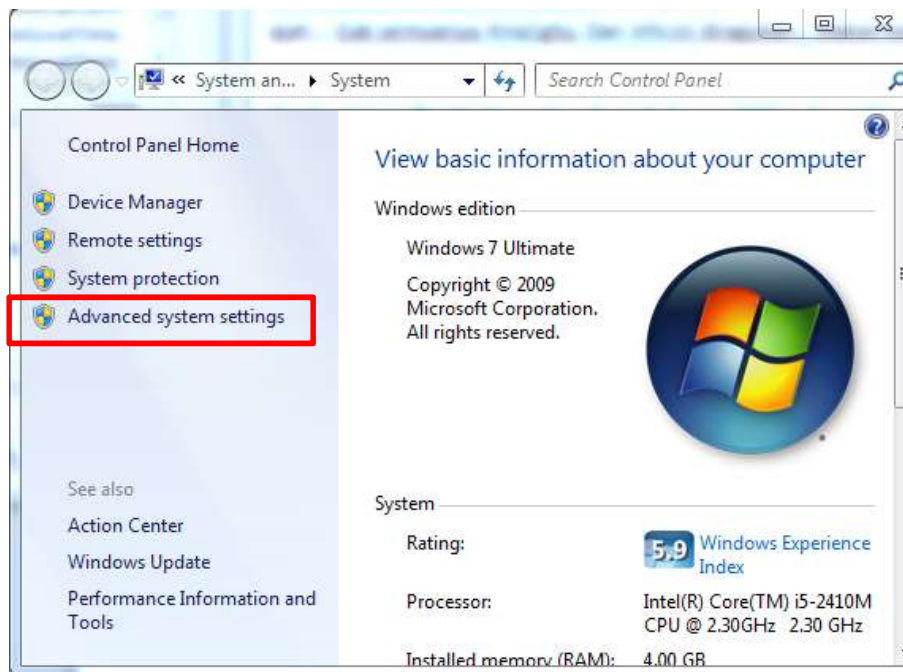 « System an... ▸ System
Search Control Panel
Control Panel Home
Device Manager
Remote settings
System protection
Advanced system settings
See also
Action Center
Windows Update
Performance Information and
Tools
View basic information about your computer
Windows edition
Windows 7 Ultimate
Copyright © 2009
Microsoft Corporation.
All rights reserved.
System
Rating:
5.9 Windows Experience
Index
Processor:
Intel(R) Core(TM) i5-2410M
CPU @ 2.30GHz 2.30 GHz
Installed memory (RAM):
4.00 GB